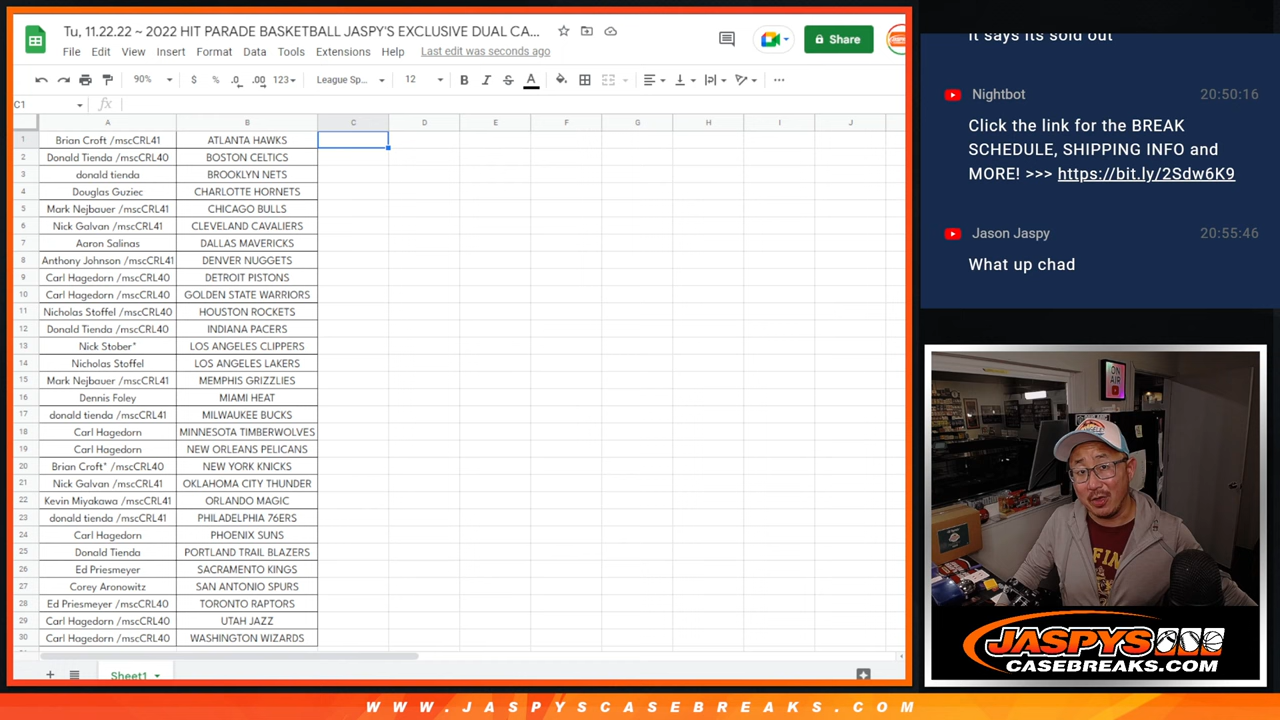 Tu, 11.22.22 ~ 2022 HIT PARADE BASKETBALL JASPY'S EXCLUSIVE DUAL CA...
File Edit View Insert Format Data Tools Extensions Help Last edit was seconds ago
Share
90% $ % .0 .00 123 League Sp... 12 B I S A
C1 fx
A B C D E F G H I J
1 Brian Croft /mscCRL41 ATLANTA HAWKS
2 Donald Tienda /mscCRL40 BOSTON CELTICS
3 donald tienda BROOKLYN NETS
4 Douglas Guziec CHARLOTTE HORNETS
5 Mark Nejbauer /mscCRL41 CHICAGO BULLS
6 Nick Galvan /mscCRL41 CLEVELAND CAVALIERS
7 Aaron Salinas DALLAS MAVERICKS
8 Anthony Johnson /mscCRL41 DENVER NUGGETS
9 Carl Hagedorn /mscCRL40 DETROIT PISTONS
10 Carl Hagedorn /mscCRL40 GOLDEN STATE WARRIORS
11 Nicholas Stoffel /mscCRL40 HOUSTON ROCKETS
12 Donald Tienda /mscCRL40 INDIANA PACERS
13 Nick Stober* LOS ANGELES CLIPPERS
14 Nicholas Stoffel LOS ANGELES LAKERS
15 Mark Nejbauer /mscCRL41 MEMPHIS GRIZZLIES
16 Dennis Foley MIAMI HEAT
17 donald tienda /mscCRL41 MILWAUKEE BUCKS
18 Carl Hagedorn MINNESOTA TIMBERWOLVES
19 Carl Hagedorn NEW ORLEANS PELICANS
20 Brian Croft* /mscCRL40 NEW YORK KNICKS
21 Nick Galvan /mscCRL41 OKLAHOMA CITY THUNDER
22 Kevin Miyakawa /mscCRL41 ORLANDO MAGIC
23 donald tienda /mscCRL41 PHILADELPHIA 76ERS
24 Carl Hagedorn PHOENIX SUNS
25 Donald Tienda PORTLAND TRAIL BLAZERS
26 Ed Priesmeyer SACRAMENTO KINGS
27 Corey Aronowitz SAN ANTONIO SPURS
28 Ed Priesmeyer /mscCRL40 TORONTO RAPTORS
29 Carl Hagedorn /mscCRL40 UTAH JAZZ
30 Carl Hagedorn /mscCRL40 WASHINGTON WIZARDS
Sheet1
It says its sold out
Nightbot 20:50:16
Click the link for the BREAK
SCHEDULE, SHIPPING INFO and
MORE! >>> https://bit.ly/2Sdw6K9
Jason Jaspy 20:55:46
What up chad
ON
AIR
JASPYS
CASEBREAKS.COM
WWW.JASPYSCASEBREAKS.COM